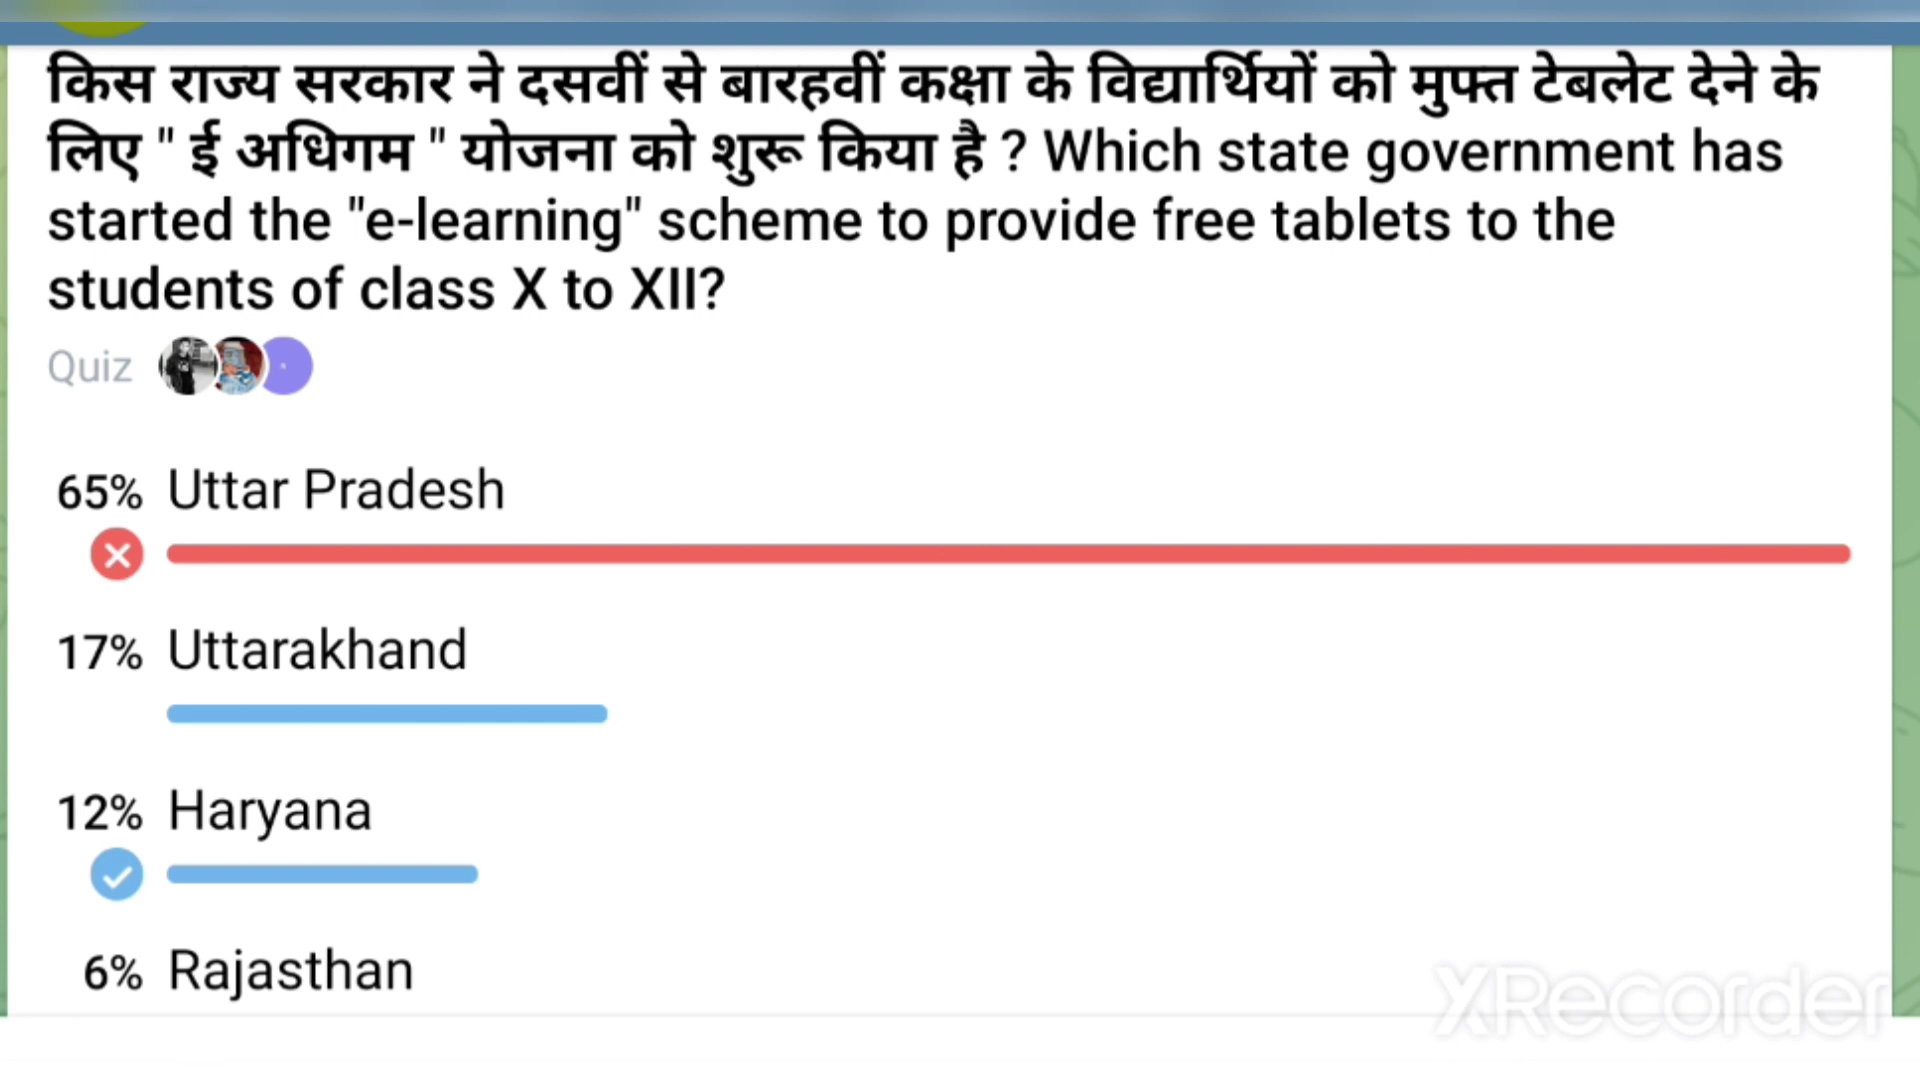 किस राज्य सरकार ने दसवीं से बारहवीं कक्षा के विद्यार्थियों को मुफ्त टेबलेट देने के
लिए " ई अधिगम " योजना को शुरू किया है ? Which state government has
started the "e-learning" scheme to provide free tablets to the
students of class X to XII?
Quiz
65% Uttar Pradesh
17% Uttarakhand
12% Haryana
6% Rajasthan
XRecorder